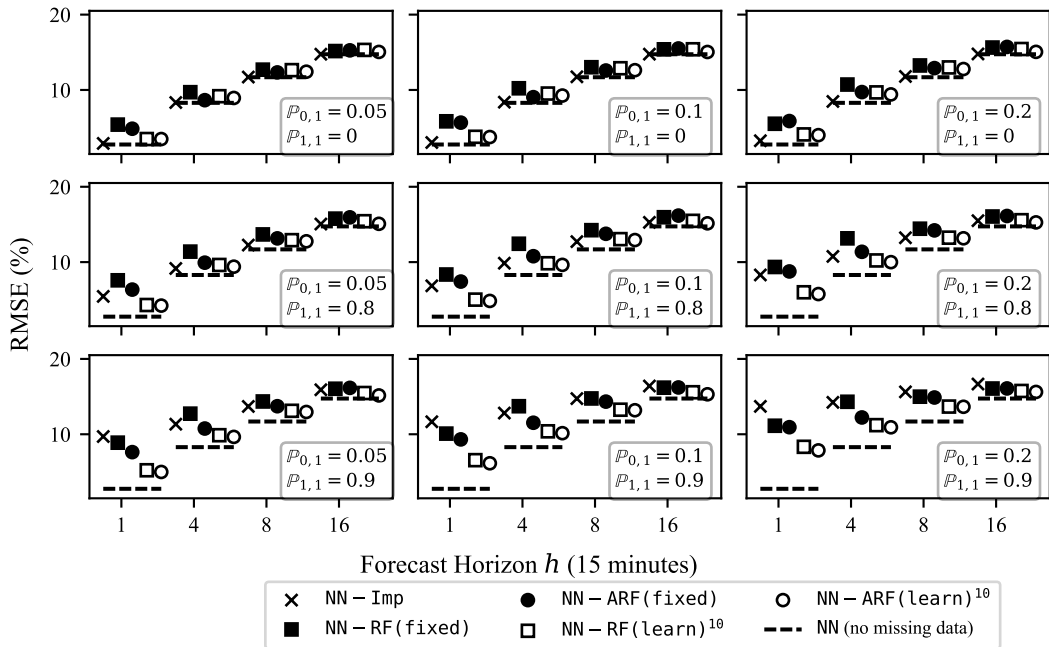 20
10
ℙ0,1 = 0.05
ℙ1,1 = 0
ℙ0,1 = 0.1
ℙ1,1 = 0
ℙ0,1 = 0.2
ℙ1,1 = 0
20
10
ℙ0,1 = 0.05
ℙ1,1 = 0.8
ℙ0,1 = 0.1
ℙ1,1 = 0.8
ℙ0,1 = 0.2
ℙ1,1 = 0.8
RMSE (%)
20
10
ℙ0,1 = 0.05
ℙ1,1 = 0.9
ℙ0,1 = 0.1
ℙ1,1 = 0.9
ℙ0,1 = 0.2
ℙ1,1 = 0.9
1 4 8 16
1 4 8 16
1 4 8 16
Forecast Horizon h (15 minutes)
NN − Imp
NN − RF(fixed)
NN − ARF(fixed)
NN − RF(learn)¹⁰
NN − ARF(learn)¹⁰
NN (no missing data)